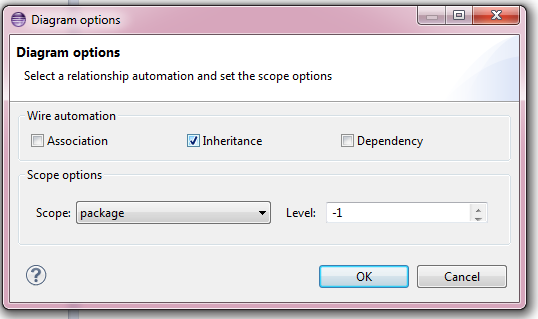 Diagram options
Diagram options
Select a relationship automation and set the scope options
Wire automation
Association Inheritance Dependency
Scope options
Scope: package Level: -1
? OK Cancel